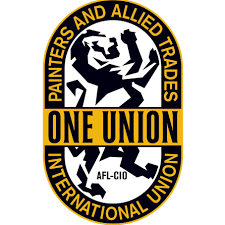 PAINTERS AND ALLIED TRADES
ONE UNION
AFL-CIO
INTERNATIONAL UNION